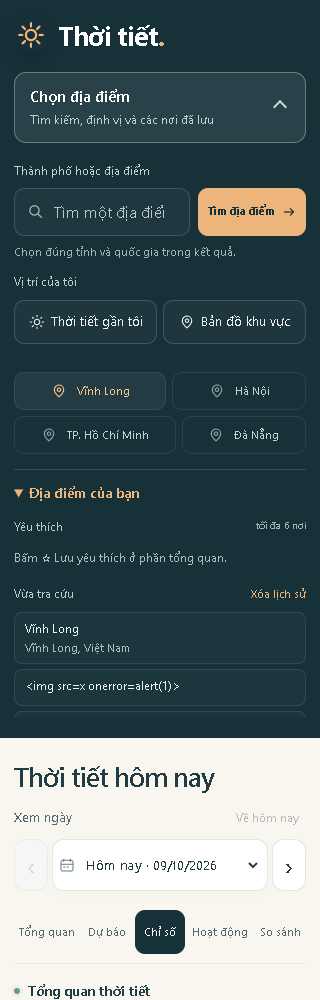 Thời tiết.
Chọn địa điểm
Tìm kiếm, định vị và các nơi đã lưu
Thành phố hoặc địa điểm
Tìm một địa điể
Tìm địa điểm →
Chọn đúng tỉnh và quốc gia trong kết quả.
Vị trí của tôi
Thời tiết gần tôi
Bản đồ khu vực
Vĩnh Long
Hà Nội
TP. Hồ Chí Minh
Đà Nẵng
▼ Địa điểm của bạn
Yêu thích
tối đa 6 nơi
Bấm ☆ Lưu yêu thích ở phần tổng quan.
Vừa tra cứu
Xóa lịch sử
Vĩnh Long
Vĩnh Long, Việt Nam
<img src=x onerror=alert(1)>
Thời tiết hôm nay
Xem ngày
Về hôm nay
‹
Hôm nay · 09/10/2026
›
Tổng quan
Dự báo
Chỉ số
Hoạt động
So sánh
Tổng quan thời tiết